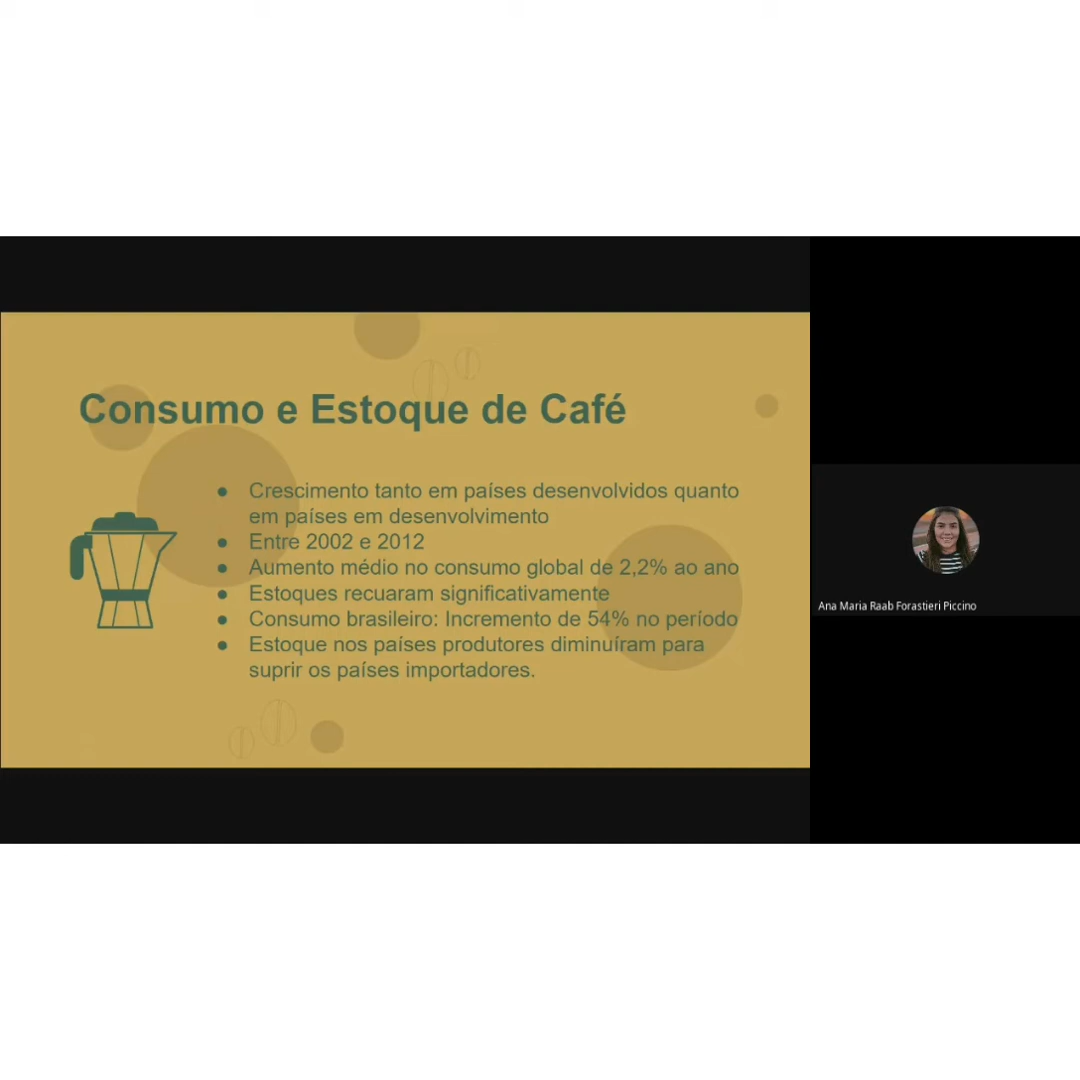 Consumo e Estoque de Café
● Crescimento tanto em países desenvolvidos quanto
em países em desenvolvimento
● Entre 2002 e 2012
● Aumento médio no consumo global de 2,2% ao ano
● Estoques recuaram significativamente
● Consumo brasileiro: Incremento de 54% no período
● Estoque nos países produtores diminuíram para
suprir os países importadores.
Ana Maria Raab Forastieri Piccino